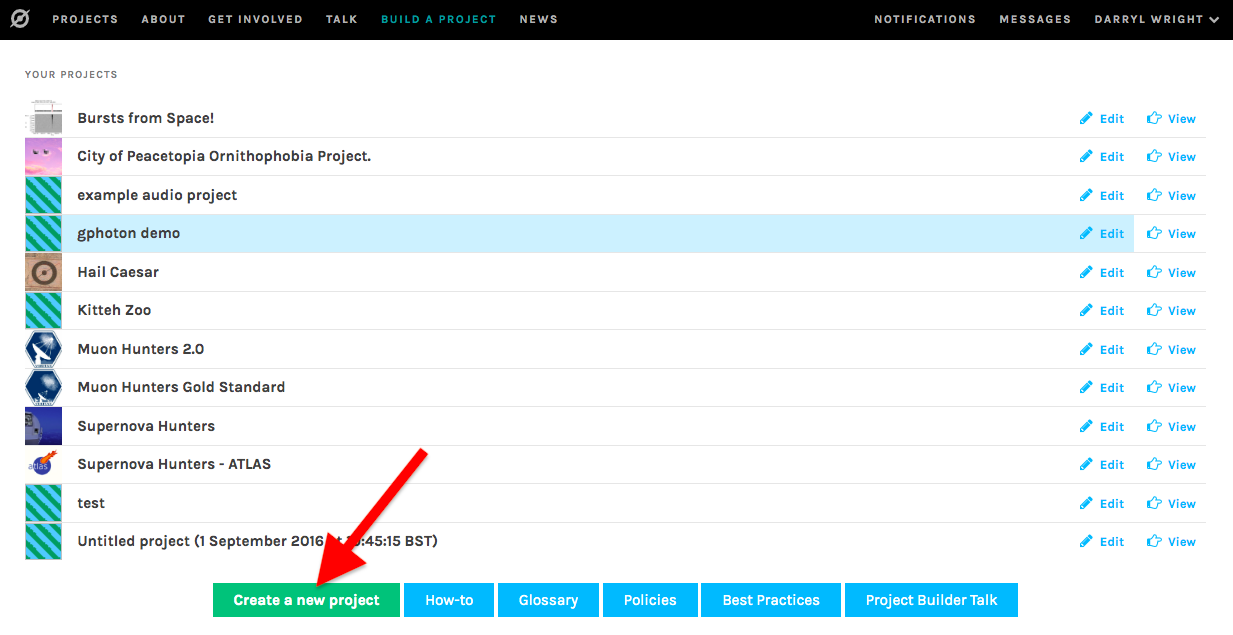 PROJECTS ABOUT GET INVOLVED TALK BUILD A PROJECT NEWS NOTIFICATIONS MESSAGES DARRYL WRIGHT
YOUR PROJECTS
Bursts from Space! Edit View
City of Peacetopia Ornithophobia Project. Edit View
example audio project Edit View
gphoton demo Edit View
Hail Caesar Edit View
Kitteh Zoo Edit View
Muon Hunters 2.0 Edit View
Muon Hunters Gold Standard Edit View
Supernova Hunters Edit View
atlas Supernova Hunters - ATLAS Edit View
test Edit View
Untitled project (1 September 2016 :45:15 BST) Edit View
Create a new project How-to Glossary Policies Best Practices Project Builder Talk